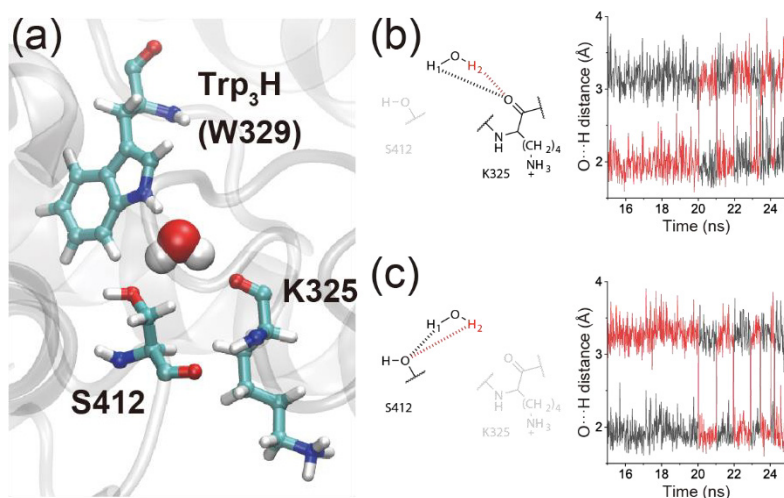 (a)
Trp₃H
(W329)
K325
S412
(b)
H₁ O H₂
H-O
S412
O
N
H
(CH₂)₄
NH₃
+
K325
O···H distance (Å)
4
3
2
15 16 18 20 22 24
Time (ns)
(c)
H₁ O H₂
H-O
S412
O
N
H
(CH₂)₄
NH₃
+
K325
O···H distance (Å)
4
3
2
15 16 18 20 22 24
Time (ns)